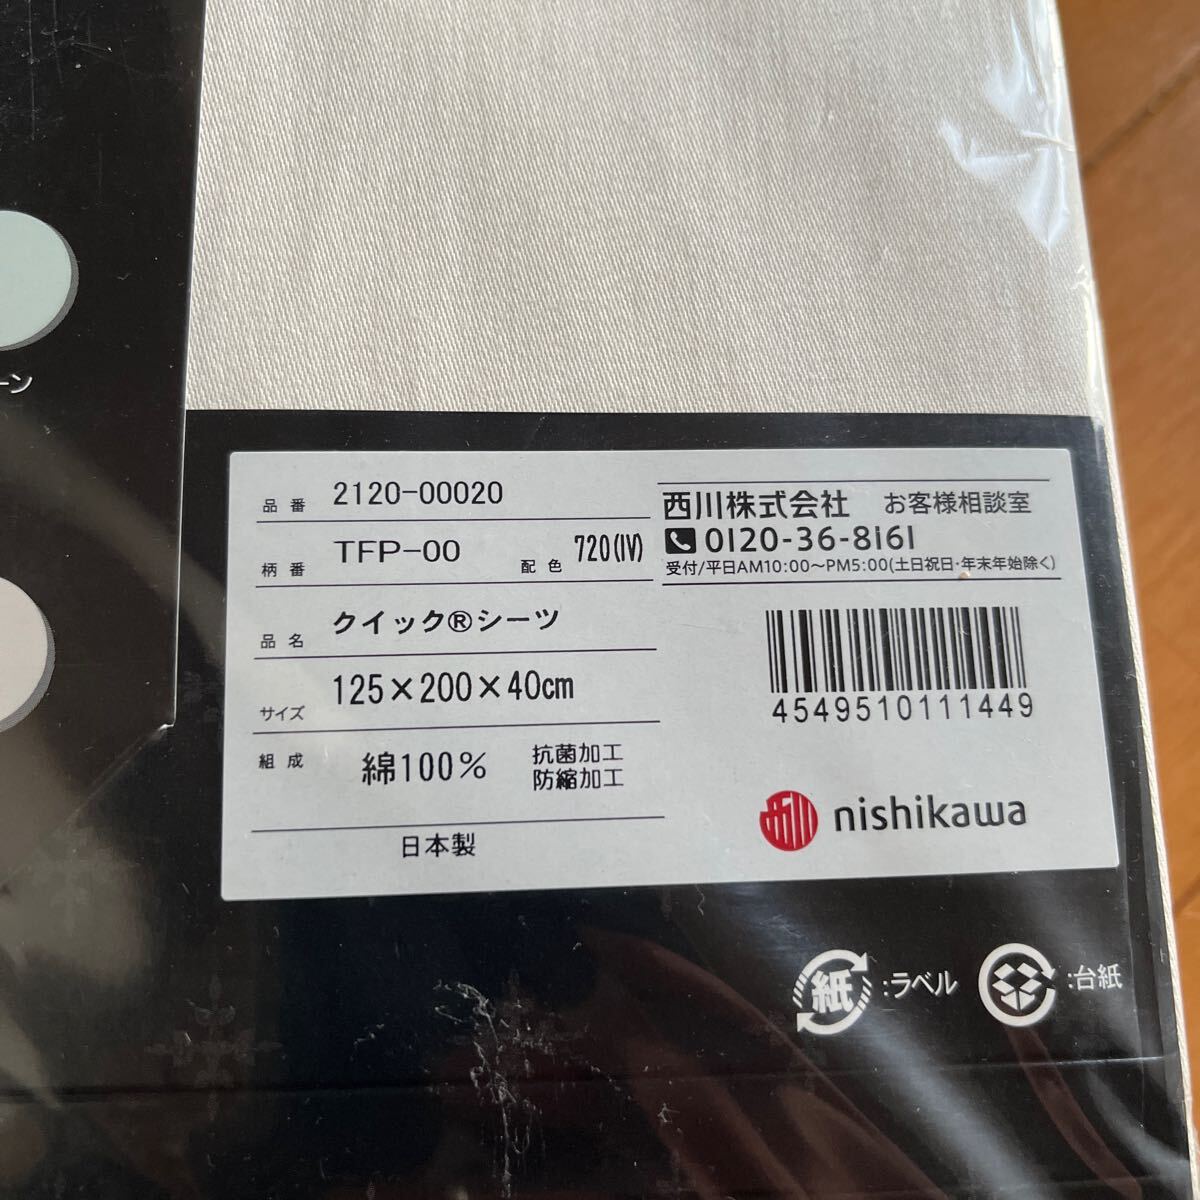 ーン
品番 2120-00020
柄番 TFP-00 配色 720(IV)
品名 クイック®シーツ
サイズ 125×200×40cm
組成 綿100% 抗菌加工
防縮加工
日本製
西川株式会社 お客様相談室
0120-36-8161
受付/平日AM10:00〜PM5:00(土日祝日・年末年始除く)
4549510111449
西川 nishikawa
紙:ラベル :台紙